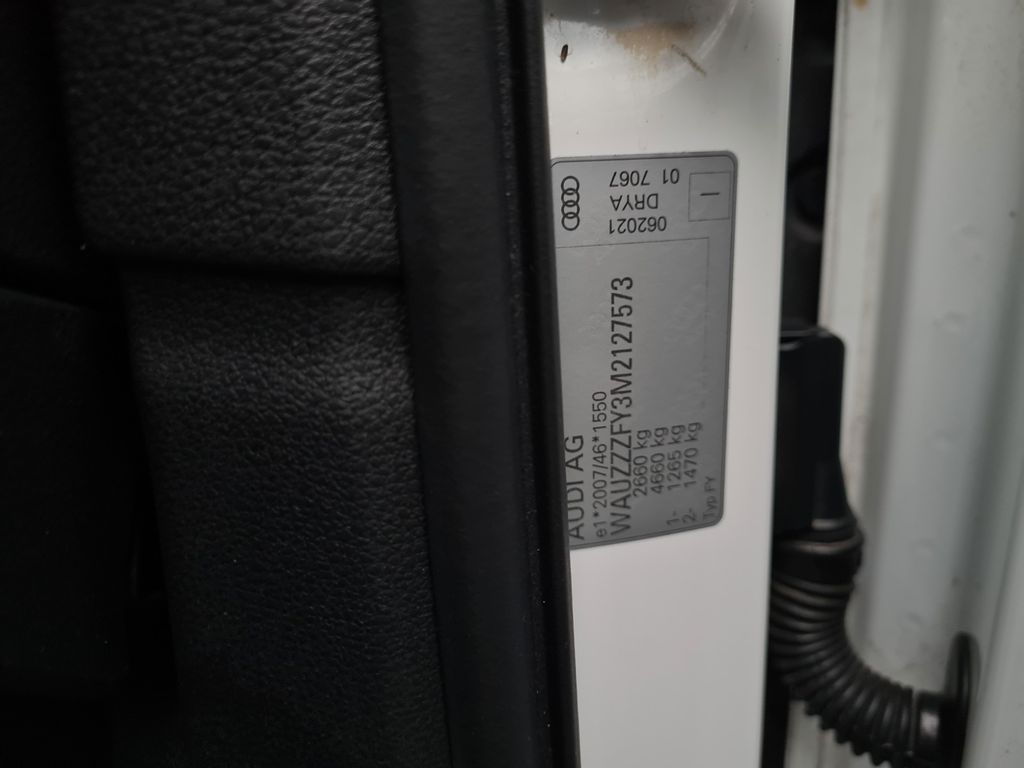 AUDI AG
e1*2007/46*1550
WAUZZZFY3M2127573
2660 kg
4660 kg
1- 1265 kg
2- 1470 kg
Typ FY
062021
DRYA
01 7067